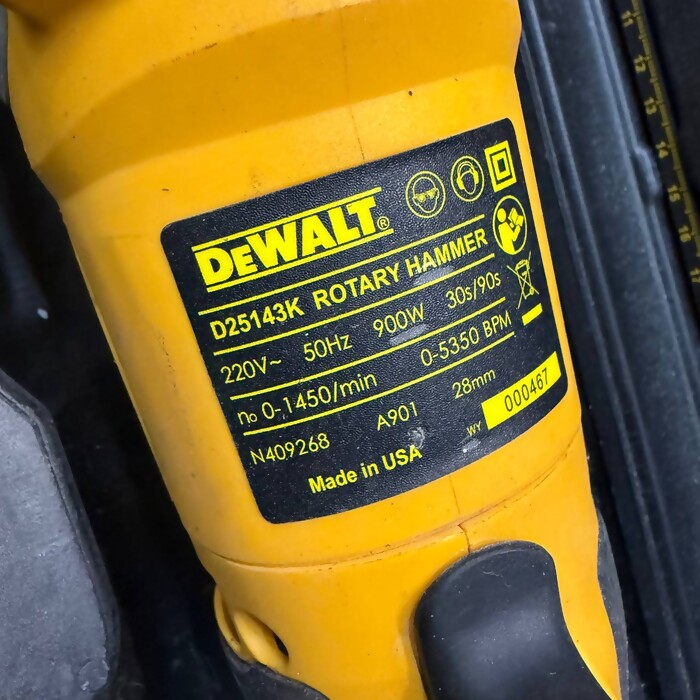 DEWALT®
D25143K ROTARY HAMMER
220V~ 50Hz 900W 30s/90s
no 0-1450/min 0-5350 BPM
N409268 A901 28mm
Made in USA WY 000467